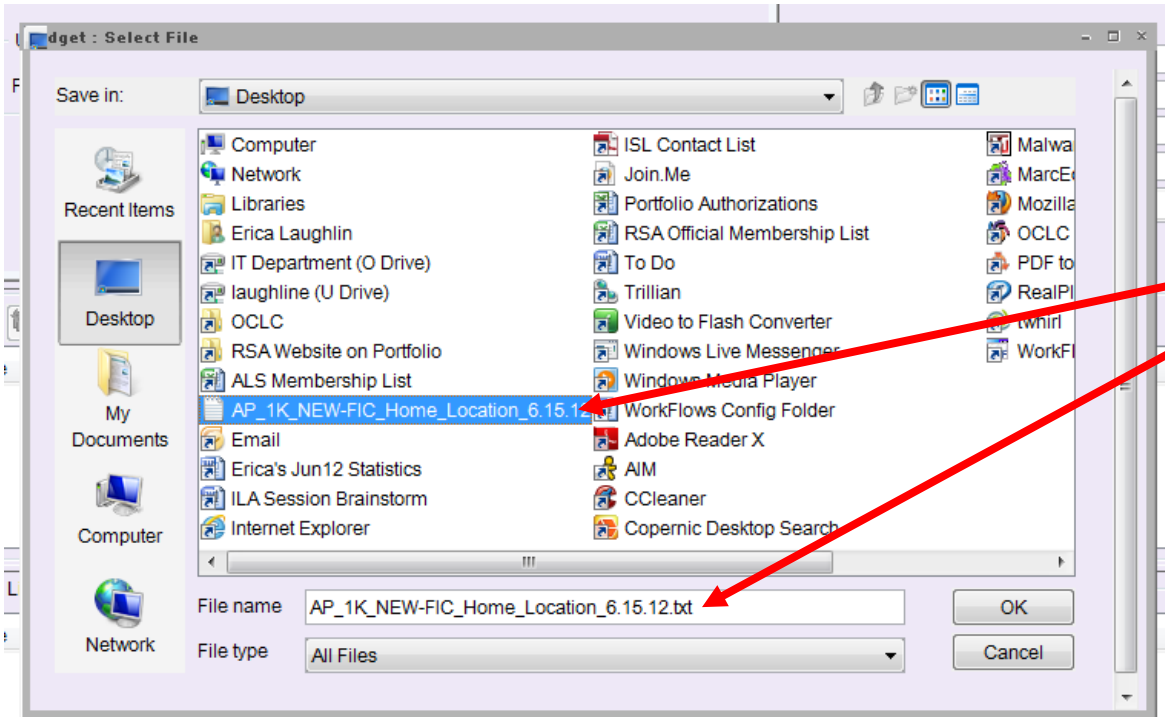 dget : Select File
Save in:
Desktop
Recent Items
Desktop
My
Documents
Computer
Network
Computer
Network
Libraries
Erica Laughlin
IT Department (O Drive)
laughline (U Drive)
OCLC
RSA Website on Portfolio
ALS Membership List
AP_1K_NEW-FIC_Home_Location_6.15.12
Email
Erica's Jun12 Statistics
ILA Session Brainstorm
Internet Explorer
ISL Contact List
Join.Me
Portfolio Authorizations
RSA Official Membership List
To Do
Trillian
Video to Flash Converter
Windows Live Messenger
Windows Media Player
WorkFlows Config Folder
Adobe Reader X
AIM
CCleaner
Copernic Desktop Search
Malwa
MarcE
Mozilla
OCLC
PDF to
RealPl
twhirl
WorkFl
File name
AP_1K_NEW-FIC_Home_Location_6.15.12.txt
OK
File type
All Files
Cancel